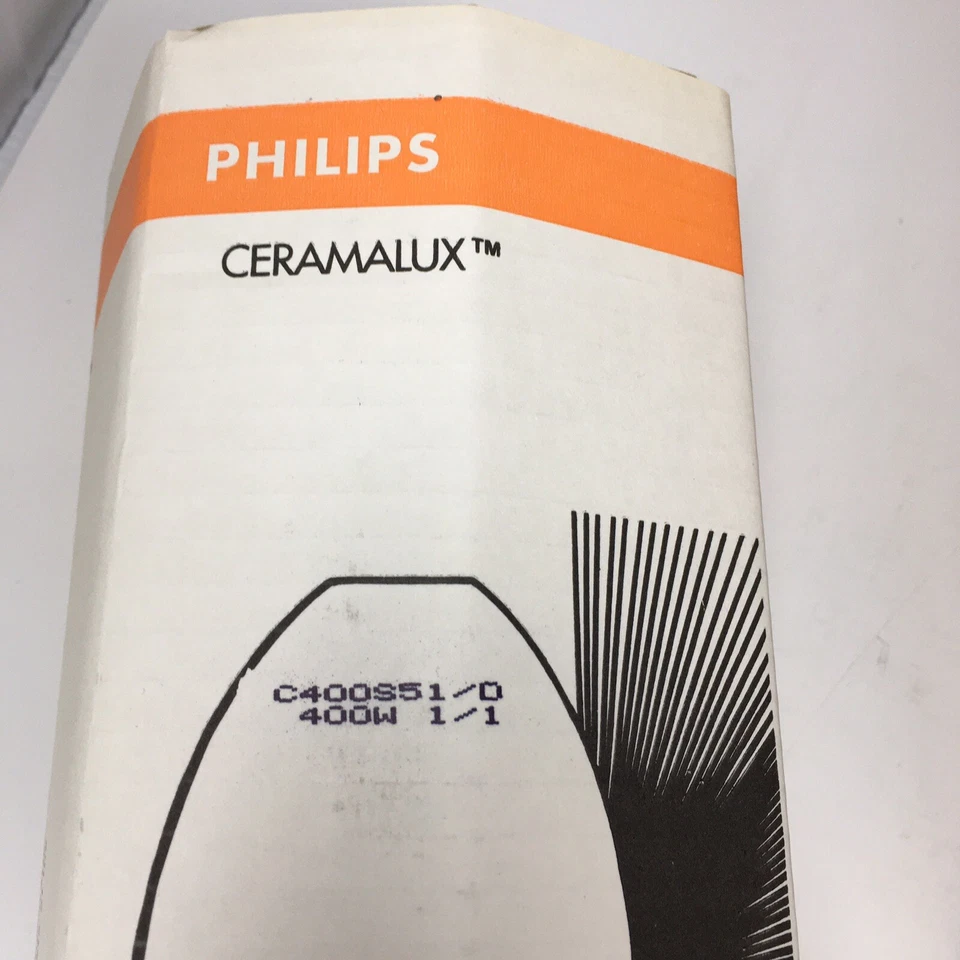 PHILIPS
CERAMALUX™
C400S51/D
400W 1/1